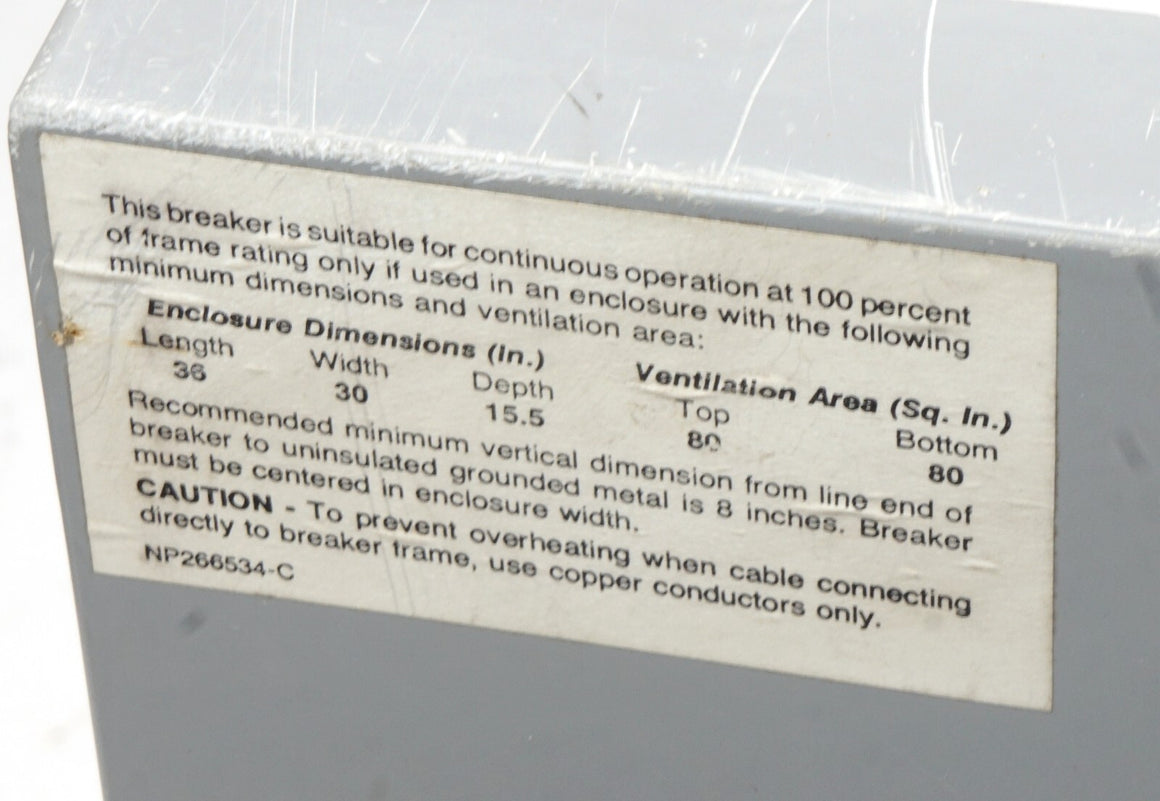 This breaker is suitable for continuous operation at 100 percent
of frame rating only if used in an enclosure with the following
minimum dimensions and ventilation area:
Enclosure Dimensions (In.) Ventilation Area (Sq. In.)
Length Width Depth Top Bottom
36 30 15.5 80 80
Recommended minimum vertical dimension from line end of
breaker to uninsulated grounded metal is 8 inches. Breaker
must be centered in enclosure width.
CAUTION - To prevent overheating when cable connecting
directly to breaker frame, use copper conductors only.
NP266534-C